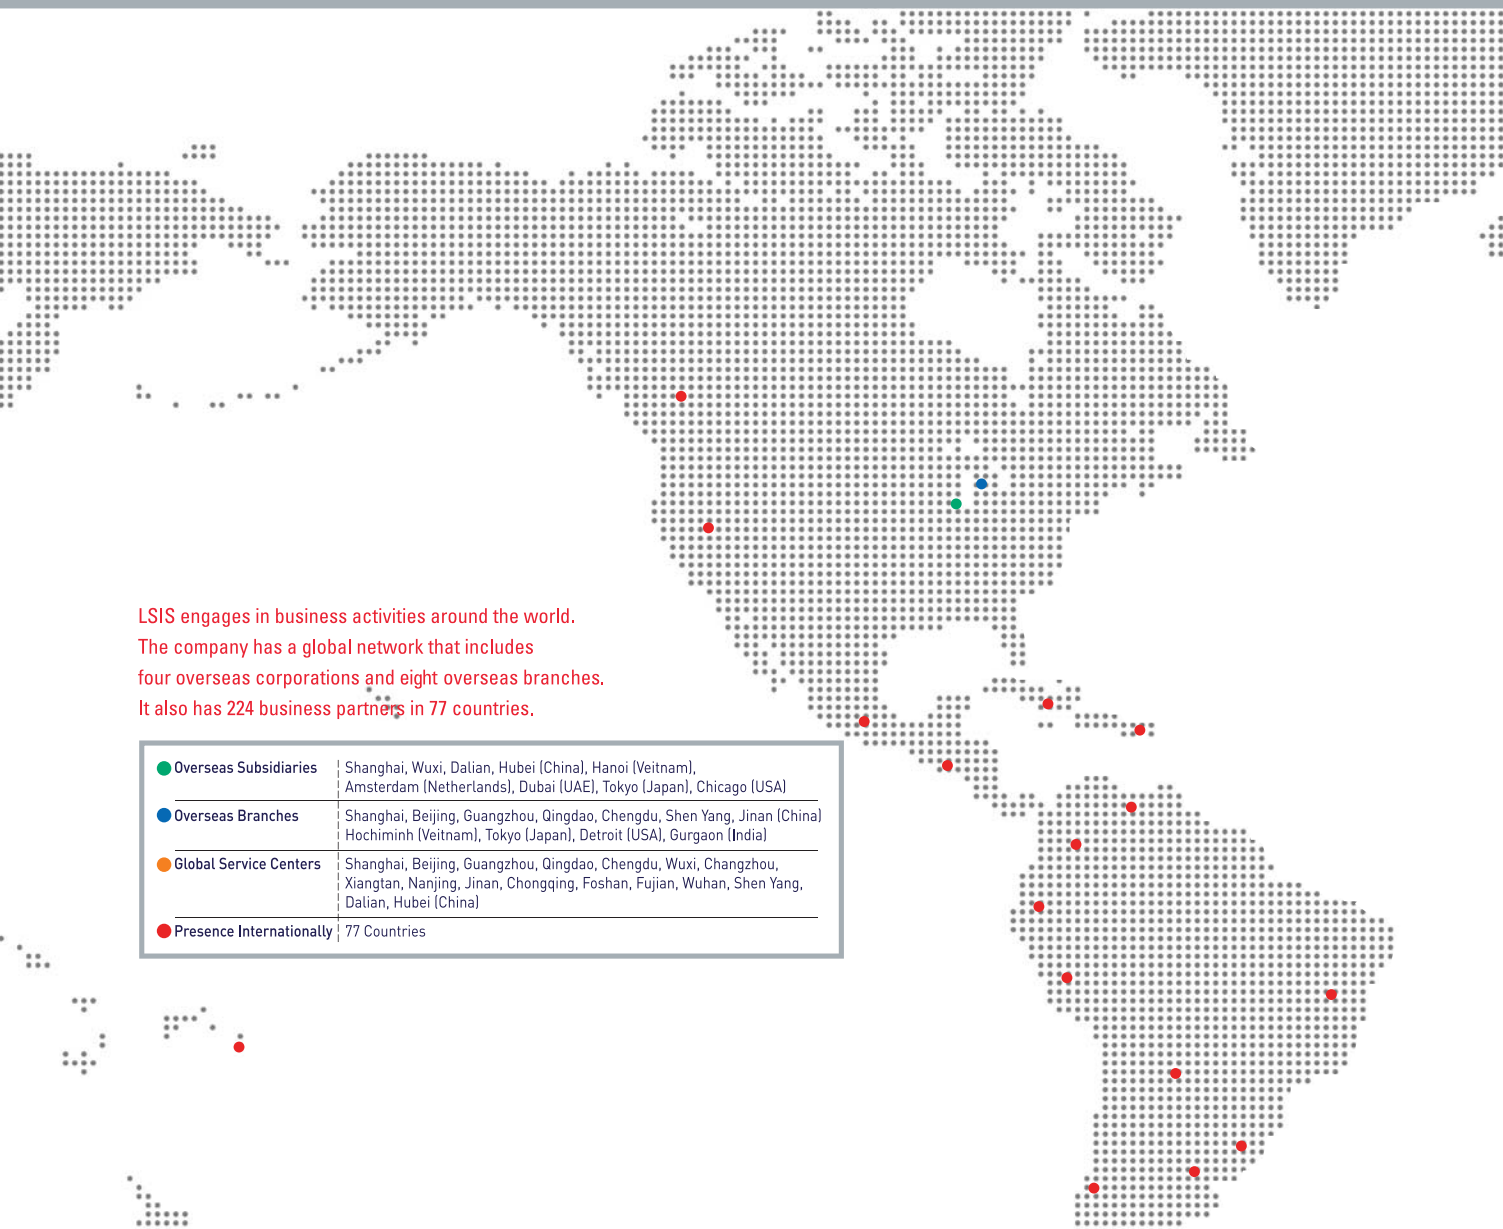 LSIS engages in business activities around the world.
The company has a global network that includes
four overseas corporations and eight overseas branches.
It also has 224 business partners in 77 countries.
Overseas Subsidiaries
Shanghai, Wuxi, Dalian, Hubei (China), Hanoi (Veitnam),
Amsterdam (Netherlands), Dubai (UAE), Tokyo (Japan), Chicago (USA)
Overseas Branches
Shanghai, Beijing, Guangzhou, Qingdao, Chengdu, Shen Yang, Jinan (China)
Hochiminh (Veitnam), Tokyo (Japan), Detroit (USA), Gurgaon (India)
Global Service Centers
Shanghai, Beijing, Guangzhou, Qingdao, Chengdu, Wuxi, Changzhou,
Xiangtan, Nanjing, Jinan, Chongqing, Foshan, Fujian, Wuhan, Shen Yang,
Dalian, Hubei (China)
Presence Internationally
77 Countries